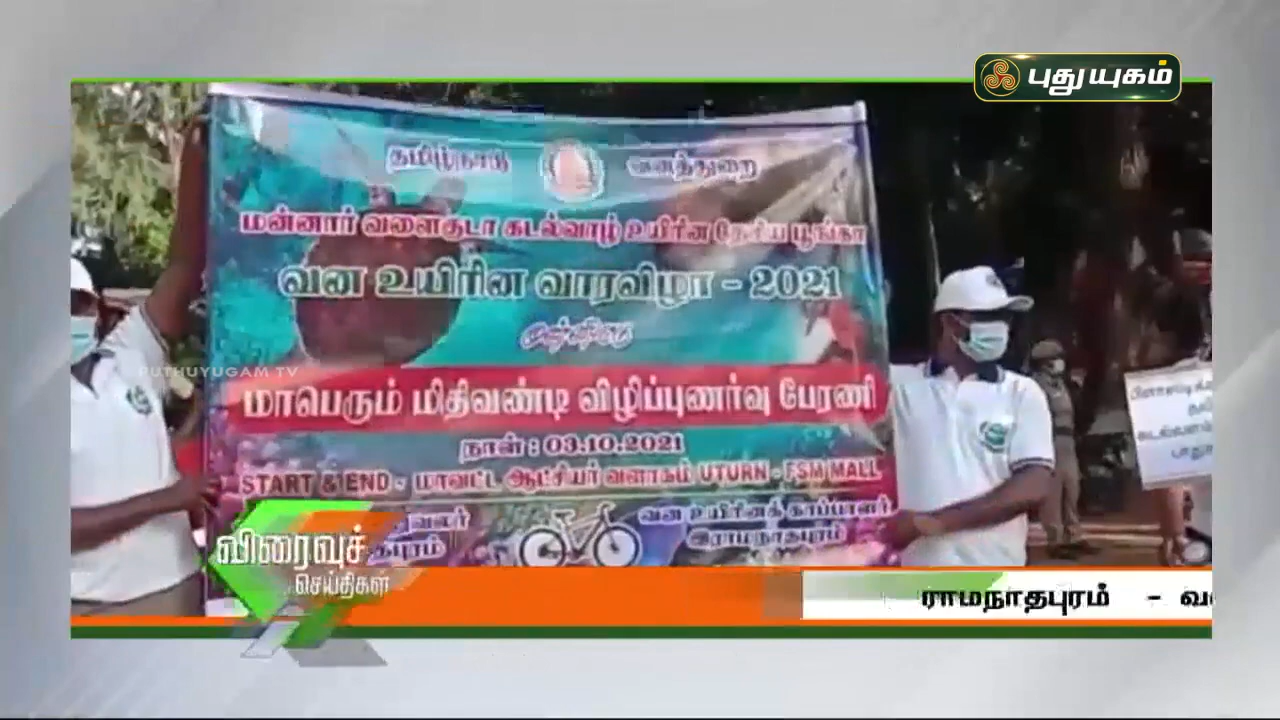 புதுயுகம்
தமிழ்நாடு வனத்துறை
மன்னார் வளைகுடா கடல்வாழ் உயிரின தேசிய பூங்கா
வன உயிரின வாரவிழா - 2021
முன்னிட்டு
PUTHUYUGAM TV
மாபெரும் மிதிவண்டி விழிப்புணர்வு பேரணி
நாள் : 03.10.2021
START & END - மாவட்ட ஆட்சியர் வளாகம் UTURN - FSM MALL
வன உயிரினக் காப்பாளர்
இராமநாதபுரம்
விரைவுச்
செய்திகள்
ராமநாதபுரம் -